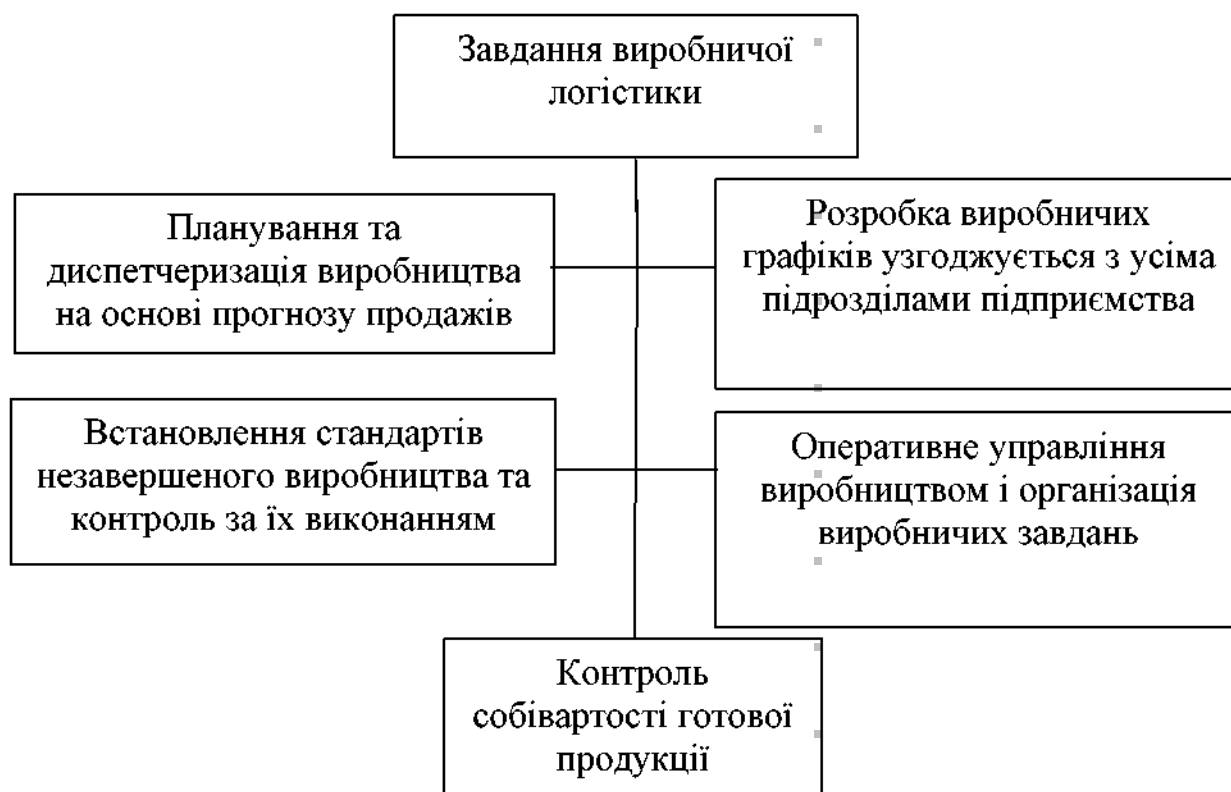 Завдання виробничої
логістики
Планування та
диспетчеризація виробництва
на основі прогнозу продажів
Розробка виробничих
графіків узгоджується з усіма
підрозділами підприємства
Встановлення стандартів
незавершеного виробництва та
контроль за їх виконанням
Оперативне управління
виробництвом і організація
виробничих завдань
Контроль
собівартості готової
продукції